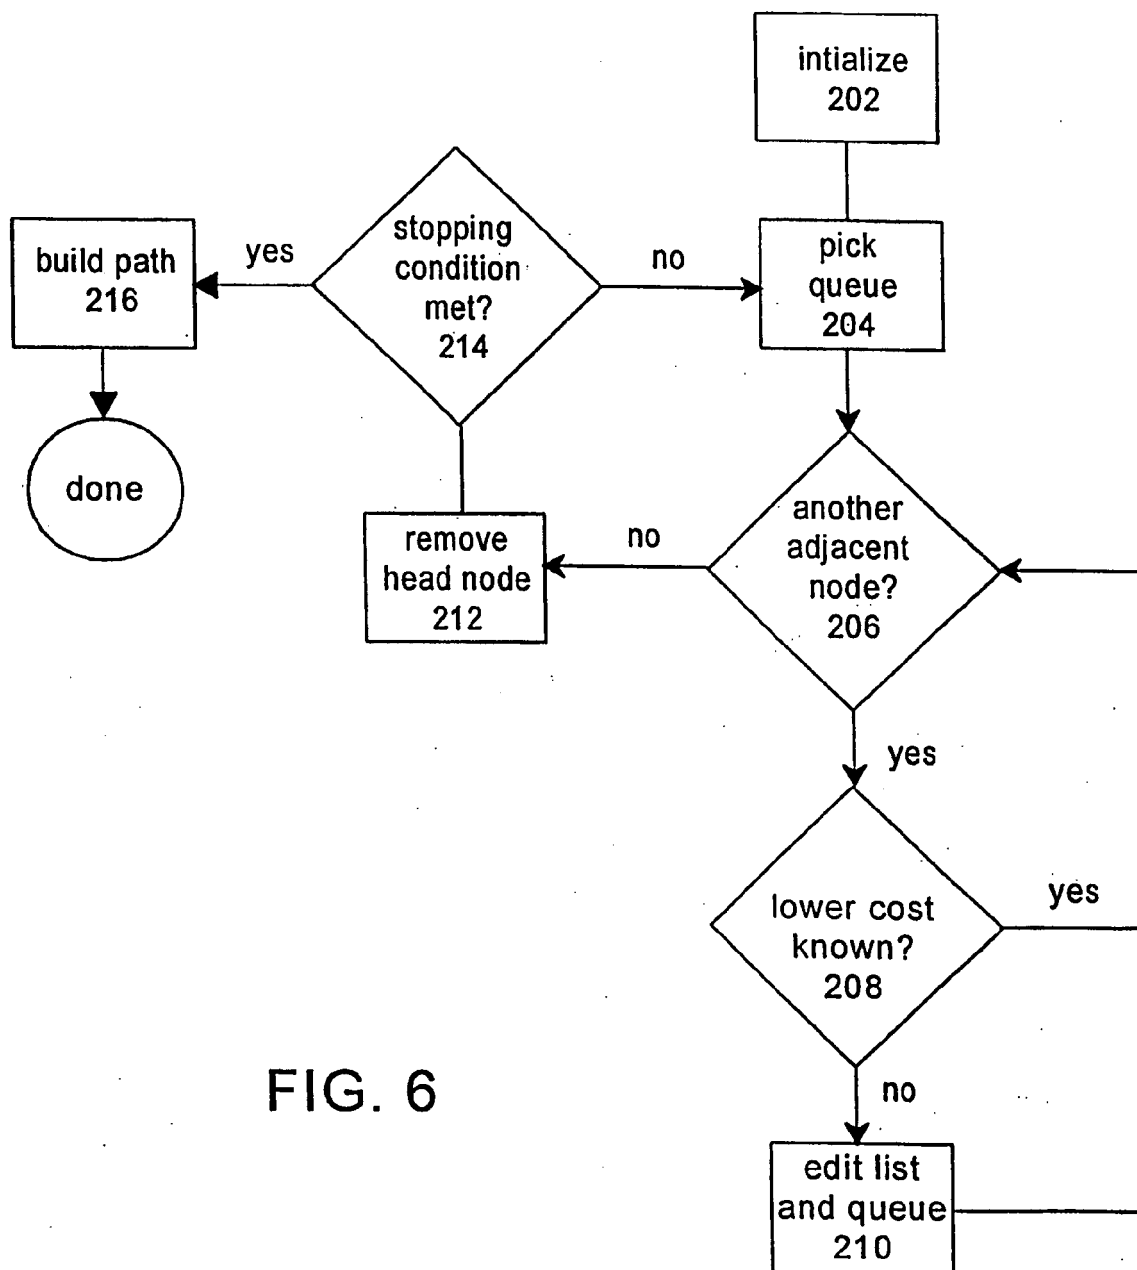 intialize
202
stopping
condition
met?
214
yes
no
build path
216
pick
queue
204
done
another
adjacent
node?
206
no
remove
head node
212
yes
lower cost
known?
208
yes
no
edit list
and queue
210
FIG. 6